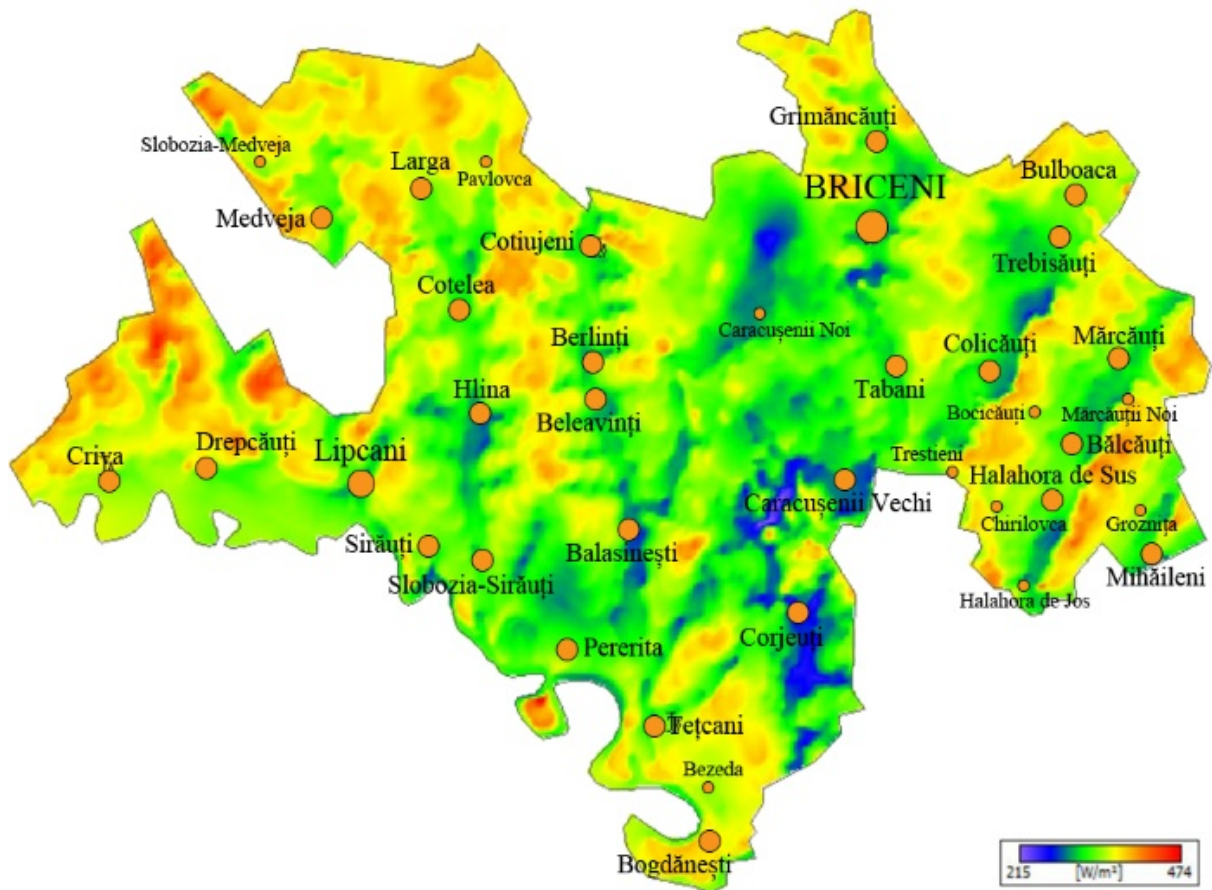 Grimăncăuți
Slobozia-Medveja
Larga
Pavlovca
BRICENI
Bulboaca
Medveja
Cotiujeni
Trebisăuți
Cotelea
Caracușenii Noi
Berlinți
Colicăuți
Mărcăuți
Hlina
Tabani
Beleavinți
Bocicăuți
Mărcăuții Noi
Drepcăuți
Lipcani
Criva
Bălcăuți
Trestieni
Halahora de Sus
Caracușenii Vechi
Chirilovca
Groznița
Sirăuți
Balasinești
Slobozia-Sirăuți
Mihăileni
Halahora de Jos
Corjeuți
Pererita
Tețcani
Bezeda
Bogdănești
215 [W/m²] 474